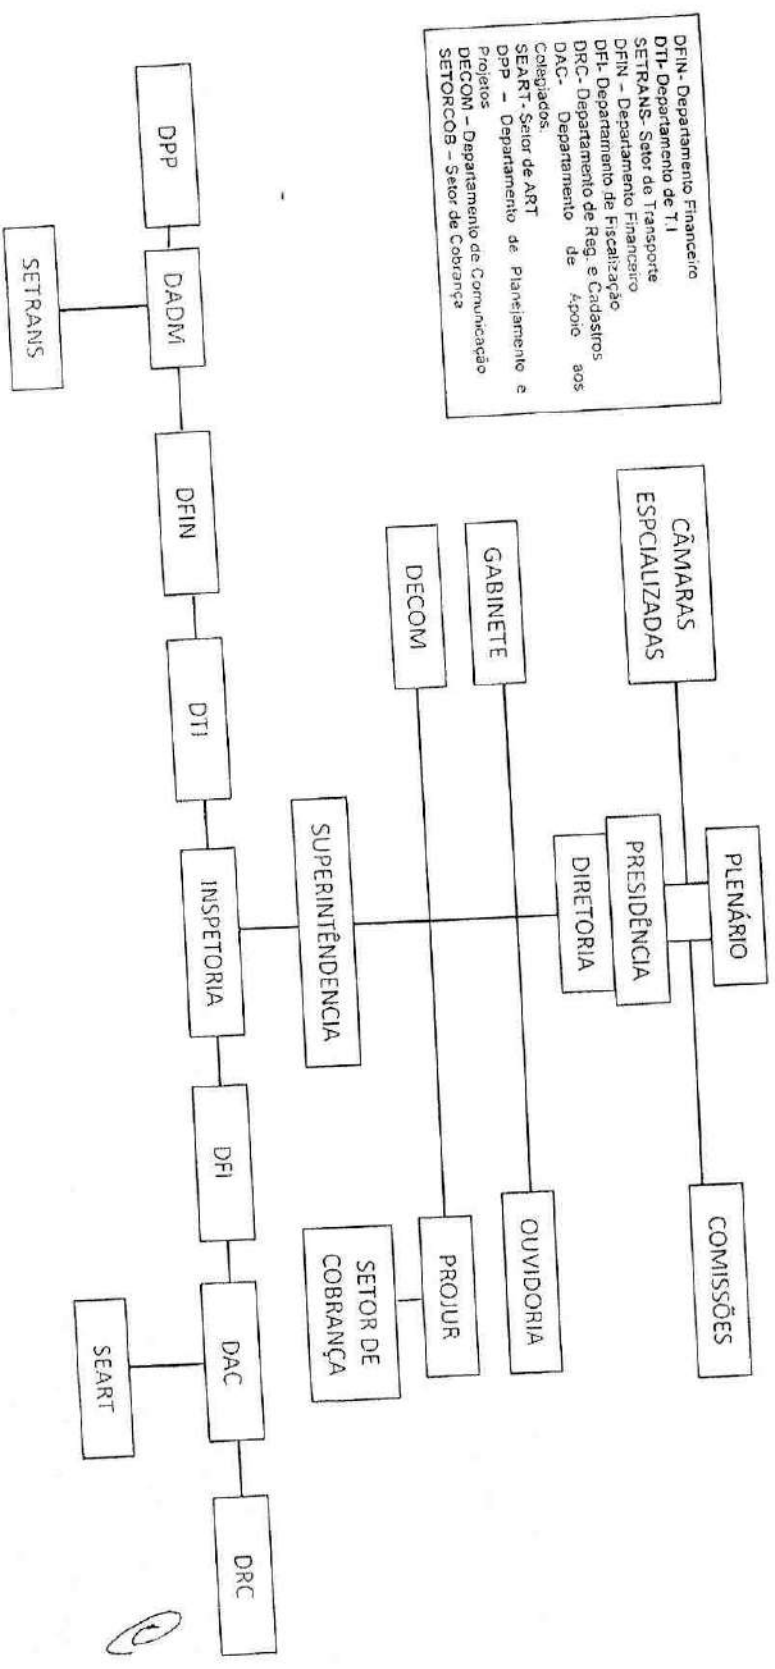 DFIN- Departamento Financeiro
DTI- Departamento de T.I
SETRANS- Setor de Transporte
DFIN – Departamento Financeiro
DFI- Departamento de Fiscalização
DRC- Departamento de Reg. e Cadastros
DAC- Departamento de Apoio aos
Colegiados.
SEART- Setor de ART
DPP – Departamento de Planejamento e
Projetos
DECOM – Departamento de Comunicação
SETORCOB – Setor de Cobrança
PLENÁRIO
CÂMARAS
ESPCIALIZADAS
COMISSÕES
PRESIDÊNCIA
DIRETORIA
GABINETE
OUVIDORIA
DECOM
PROJUR
SETOR DE
COBRANÇA
SUPERINTÊNDENCIA
DPP
DADM
DFIN
DTI
INSPETORIA
DFI
DAC
DRC
SETRANS
SEART